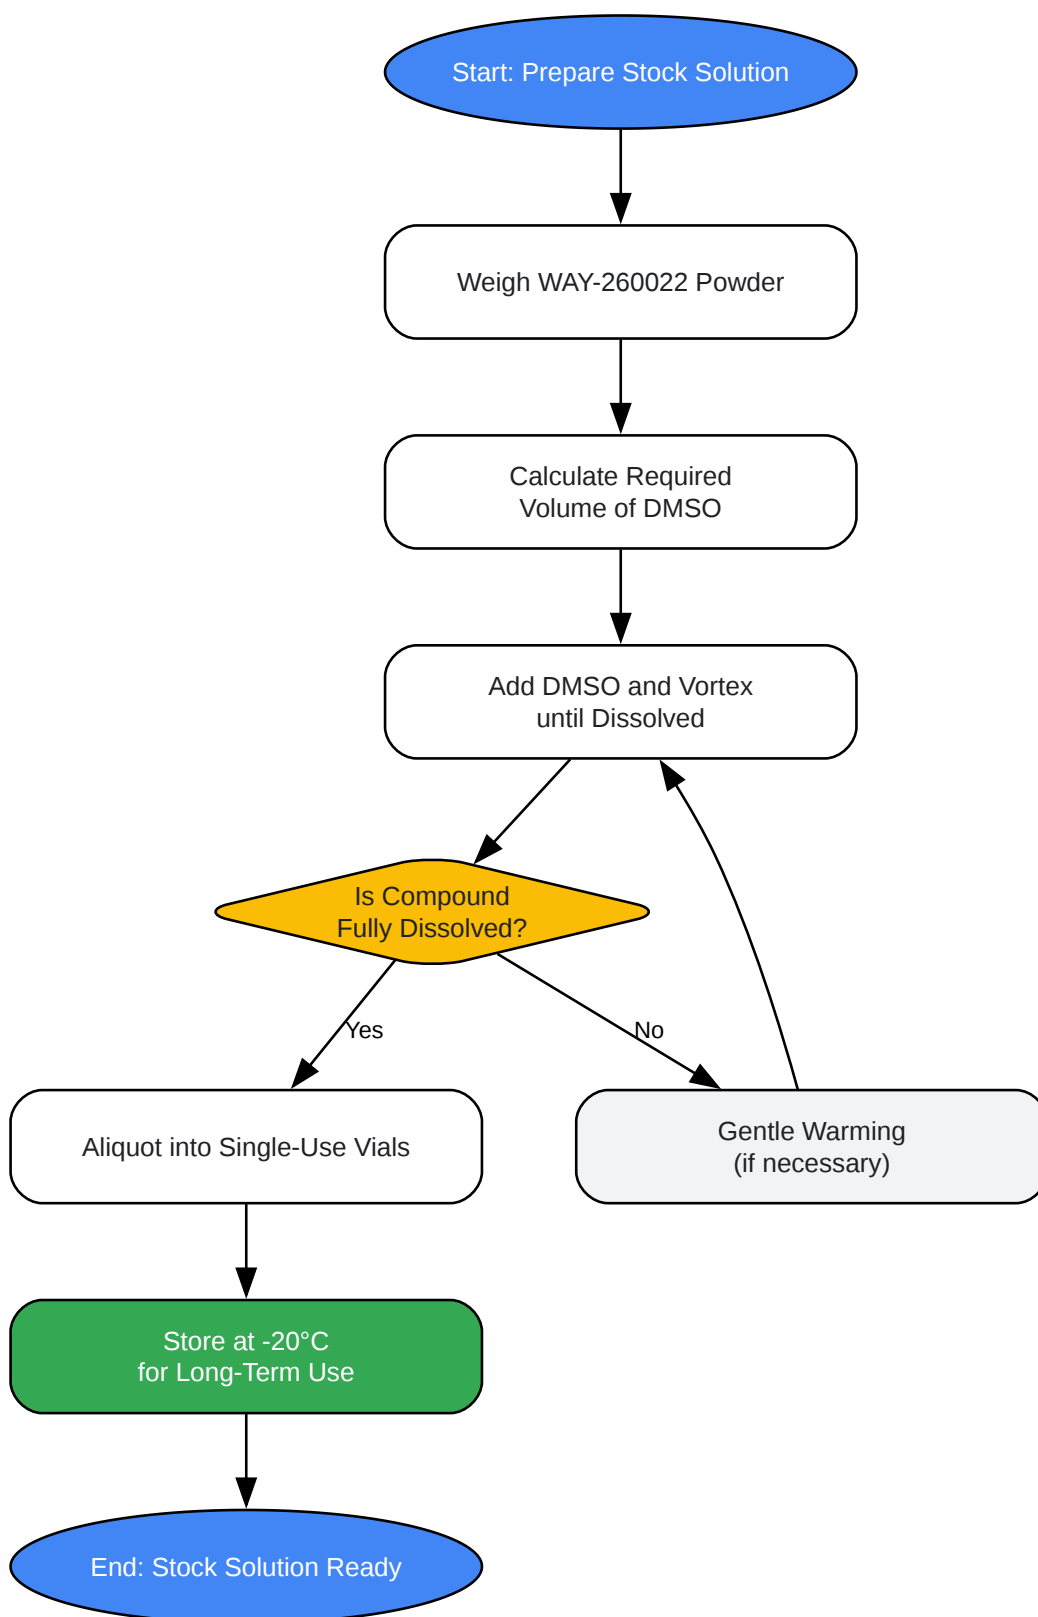 Start: Prepare Stock Solution
Weigh WAY-260022 Powder
Calculate Required
Volume of DMSO
Add DMSO and Vortex
until Dissolved
Is Compound
Fully Dissolved?
Yes
No
Aliquot into Single-Use Vials
Gentle Warming
(if necessary)
Store at -20°C
for Long-Term Use
End: Stock Solution Ready